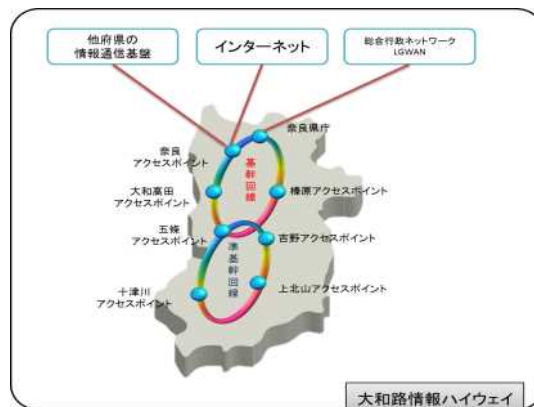 他府県の
情報通信基盤
インターネット
総合行政ネットワーク
LGWAN
奈良県庁
奈良
アクセスポイント
基幹回線
大和高田
アクセスポイント
榛原アクセスポイント
五條
アクセスポイント
吉野アクセスポイント
準基幹回線
十津川
アクセスポイント
上北山アクセスポイント
大和路情報ハイウェイ